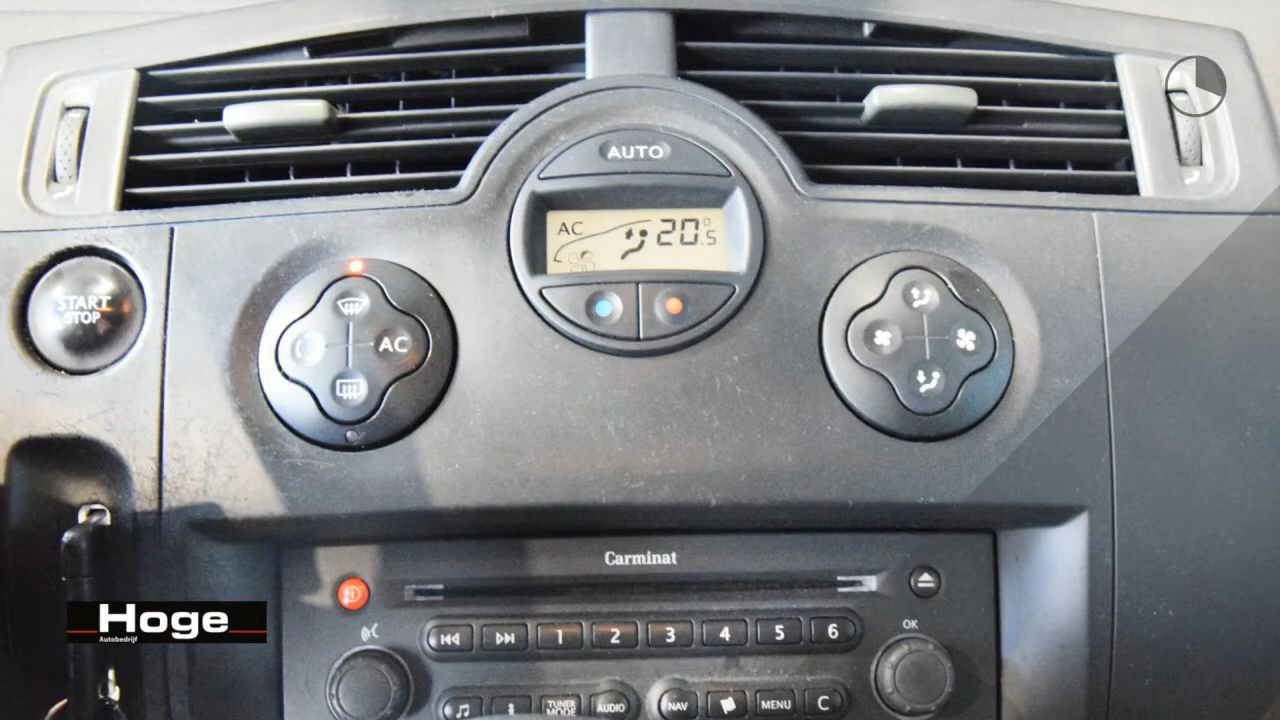 AUTO
AC 20°.5
START
STOP
AC
Carminat
Hoge
Autobedrijf
OK
1 2 3 4 5 6
TUNER
MODE
AUDIO
NAV
MENU
C